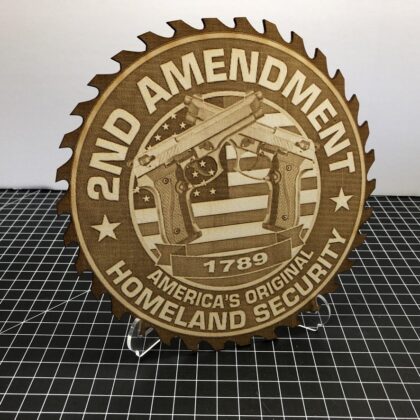 2ND AMENDMENT
1789
AMERICA'S ORIGINAL
HOMELAND SECURITY